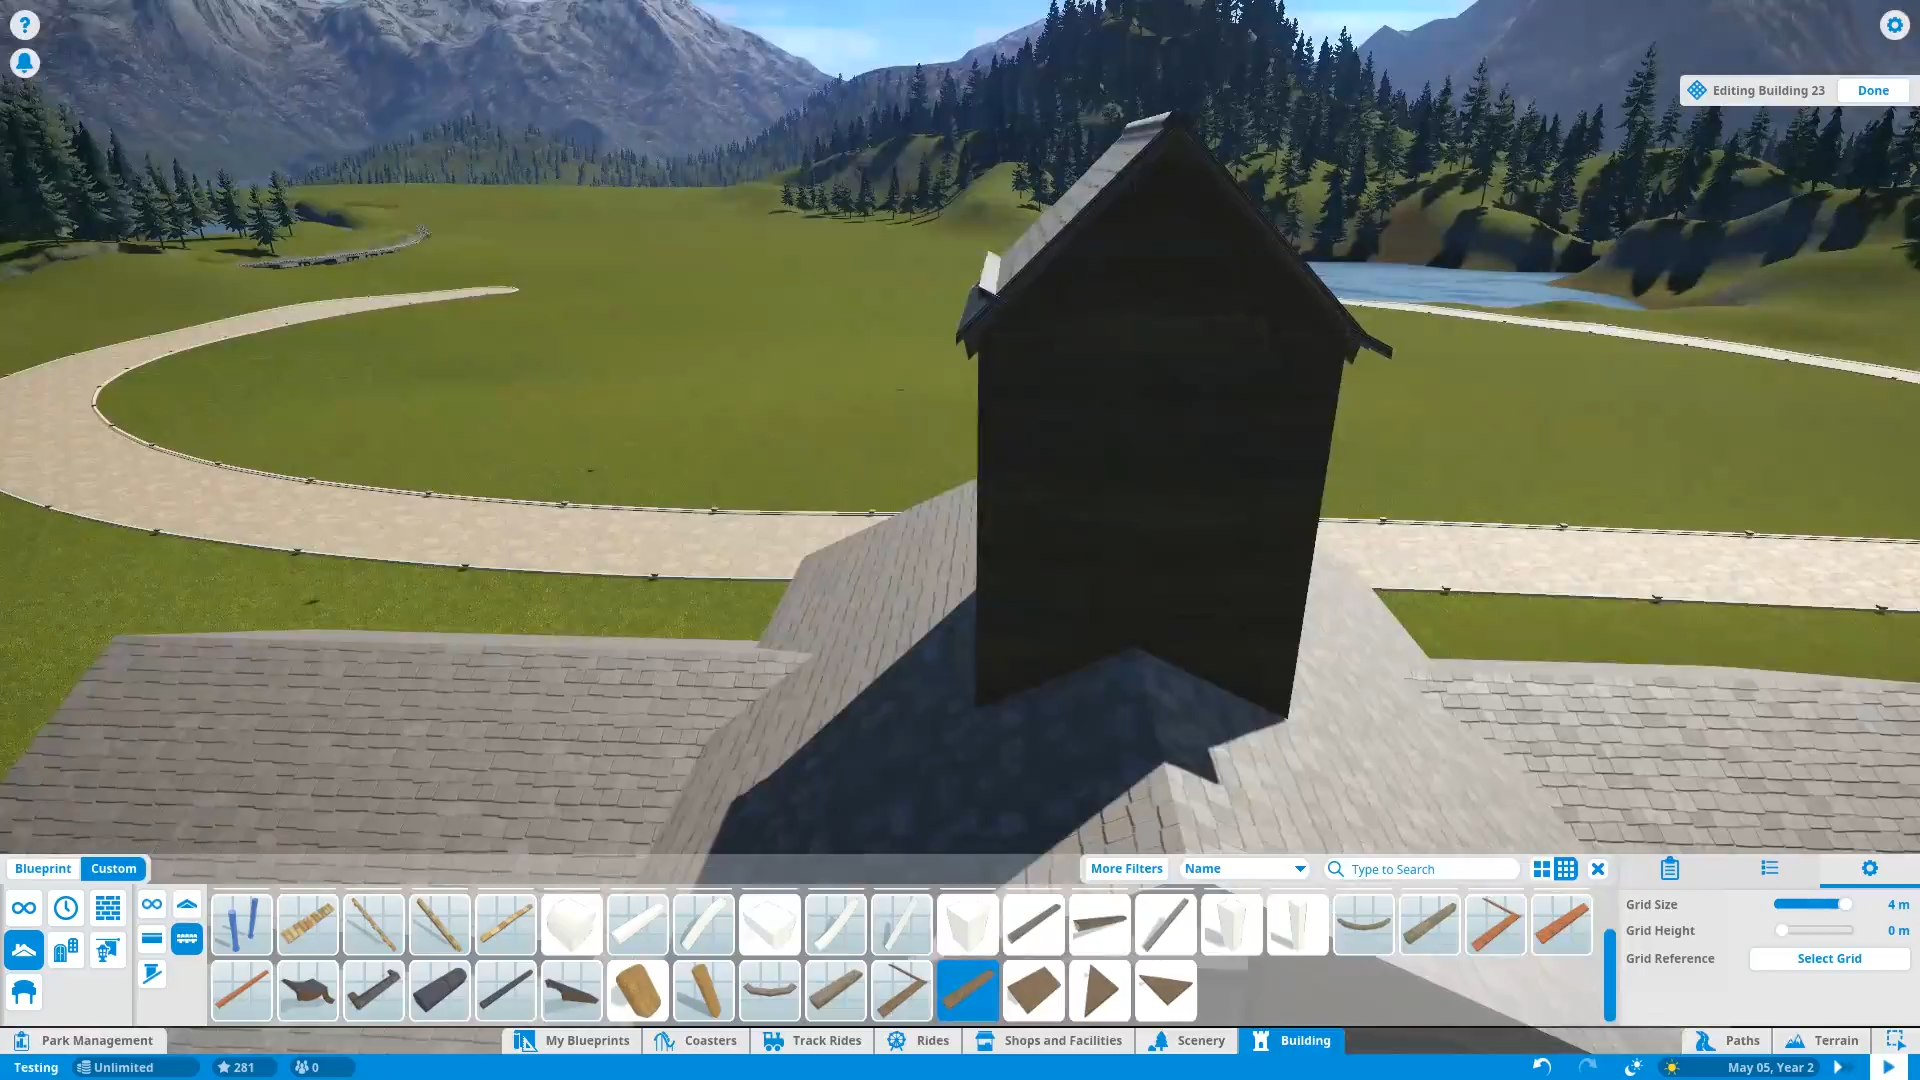 ?
Editing Building 23
Done
Blueprint
Custom
More Filters
Name
Type to Search
Grid Size
4 m
Grid Height
0 m
Grid Reference
Select Grid
Park Management
My Blueprints
Coasters
Track Rides
Rides
Shops and Facilities
Scenery
Building
Paths
Terrain
Testing
Unlimited
281
0
May 05, Year 2